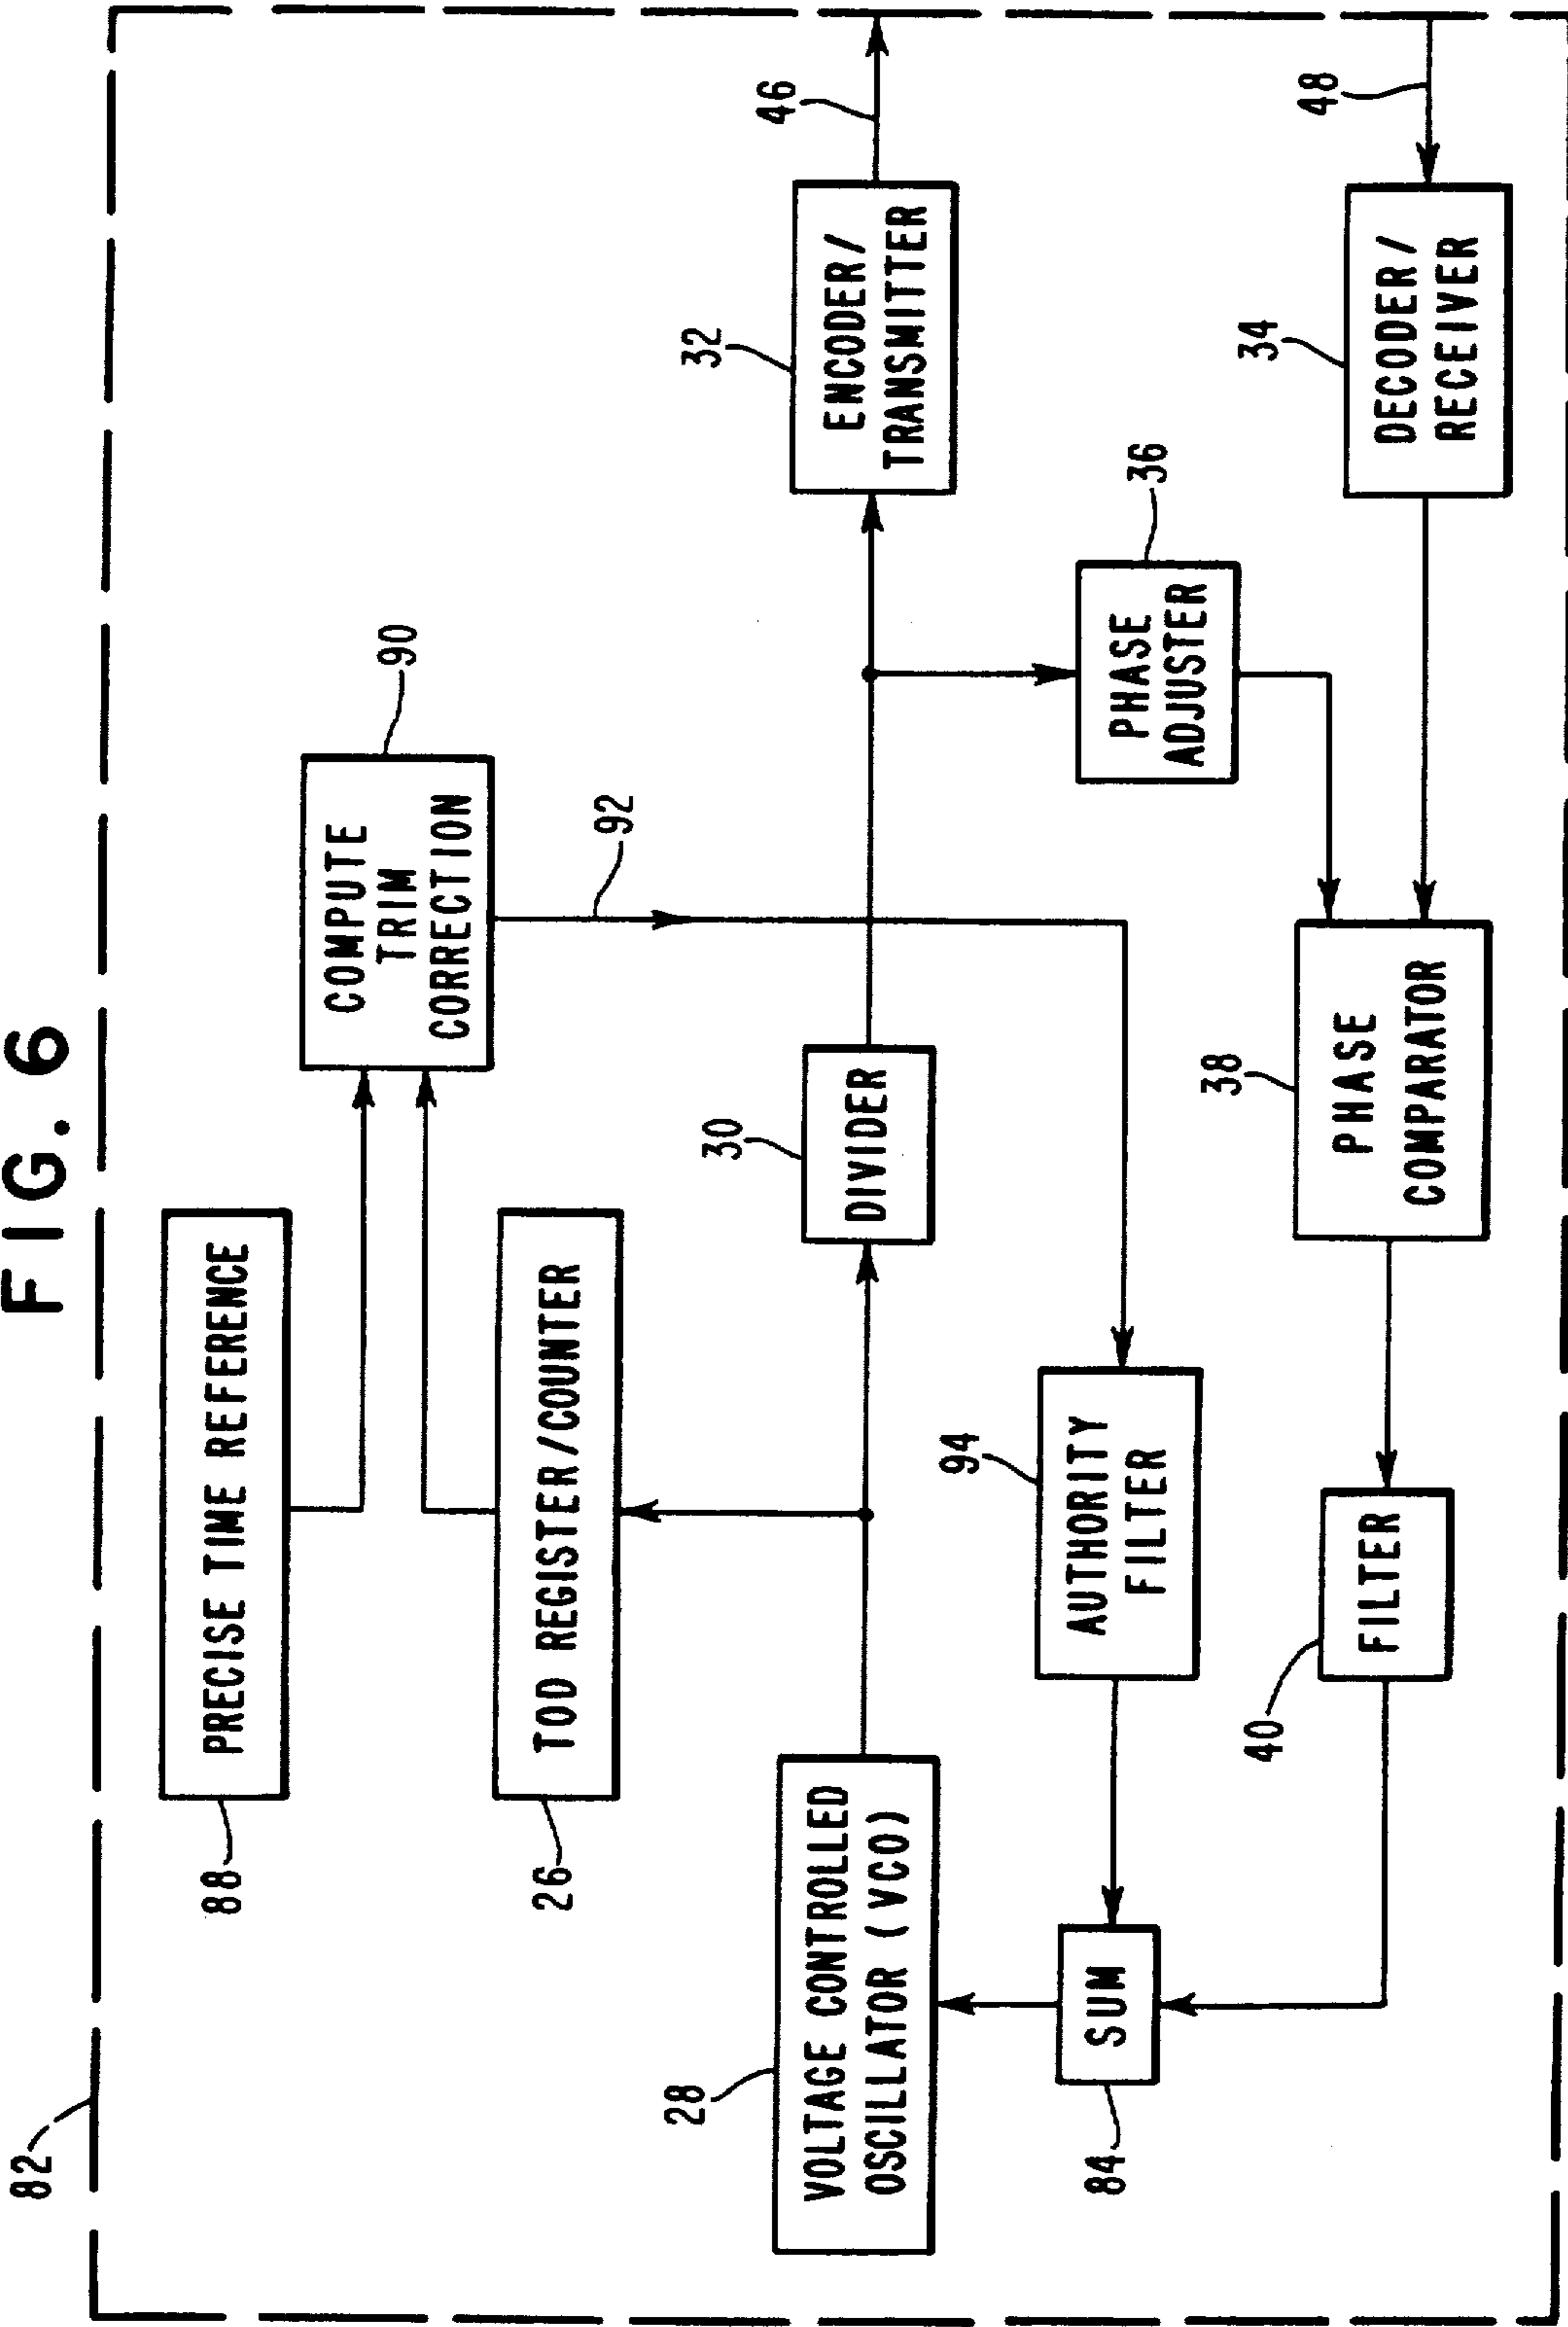 FIG. 6
82
88
PRECISE TIME REFERENCE
90
COMPUTE
TRIM
CORRECTION
26
TOD REGISTER/COUNTER
92
28
VOLTAGE CONTROLLED
OSCILLATOR (VCO)
30
DIVIDER
32
ENCODER/
TRANSMITTER
46
94
AUTHORITY
FILTER
36
PHASE
ADJUSTER
84
SUM
40
FILTER
38
PHASE
COMPARATOR
34
DECODER/
RECEIVER
48